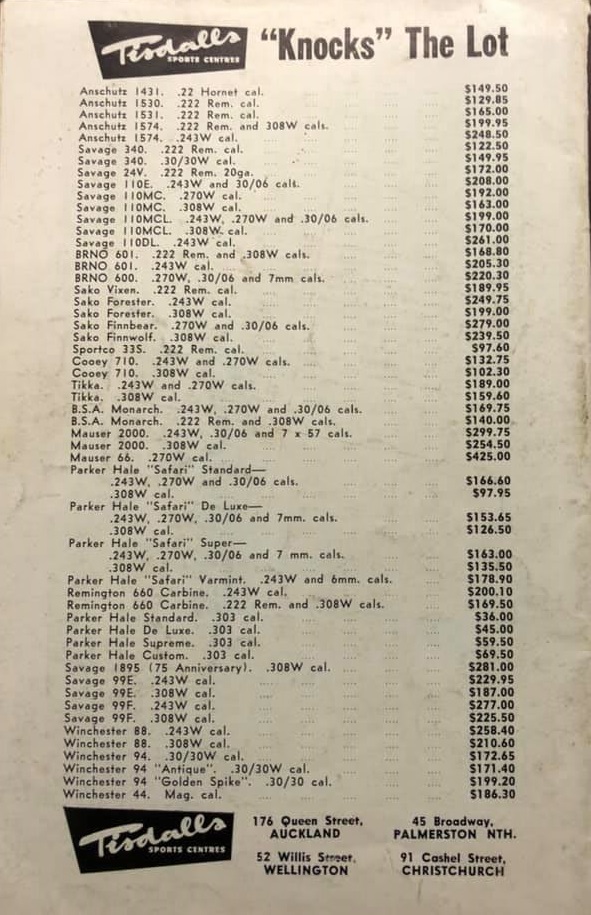 Tisdalls
SPORTS CENTRES
"Knocks" The Lot
Anschutz 1431. .22 Hornet cal. $149.50
Anschutz 1530. .222 Rem. cal. $129.85
Anschutz 1531. .222 Rem. cal. $165.00
Anschutz 1574. .222 Rem. and 308W cals. $199.95
Anschutz 1574. .243W cal. $248.50
Savage 340. .222 Rem. cal. $122.50
Savage 340. .30/30W cal. $149.95
Savage 24V. .222 Rem. 20ga. $172.00
Savage 110E. .243W and 30/06 cals. $208.00
Savage 110MC. .270W cal. $192.00
Savage 110MC. .308W cal. $163.00
Savage 110MCL. .243W, .270W and .30/06 cals. $199.00
Savage 110MCL. .308W. cal. $170.00
Savage 110DL. .243W cal. $261.00
BRNO 601. .222 Rem. and .308W cals. $168.80
BRNO 601. .243W cal. $205.30
BRNO 600. .270W, .30/06 and 7mm cals. $220.30
Sako Vixen. .222 Rem. cal. $189.95
Sako Forester. .243W cal. $249.75
Sako Forester. .308W cal. $199.00
Sako Finnbear. .270W and .30/06 cals. $279.00
Sako Finnwolf. .308W cal. $239.50
Sportco 33S. .222 Rem. cal. $97.60
Cooey 710. .243W and .270W cals. $132.75
Cooey 710. .308W cal. $102.30
Tikka. .243W and .270W cals. $189.00
Tikka. .308W cal. $159.60
B.S.A. Monarch. .243W, .270W and .30/06 cals. $169.75
B.S.A. Monarch. .222 Rem. and .308W cals. $140.00
Mauser 2000. .243W, .30/06 and 7 x 57 cals. $299.75
Mauser 2000. .308W cal. $254.50
Mauser 66. .270W cal. $425.00
Parker Hale "Safari" Standard—
.243W, .270W and .30/06 cals. $166.60
.308W cal. $97.95
Parker Hale "Safari" De Luxe—
.243W, .270W, .30/06 and 7mm. cals. $153.65
.308W cal. $126.50
Parker Hale "Safari" Super—
.243W, .270W, .30/06 and 7 mm. cals. $163.00
.308W cal. $135.50
Parker Hale "Safari" Varmint. .243W and 6mm. cals. $178.90
Remington 660 Carbine. .243W cal. $200.10
Remington 660 Carbine. .222 Rem. and .308W cals. $169.50
Parker Hale Standard. .303 cal. $36.00
Parker Hale De Luxe. .303 cal. $45.00
Parker Hale Supreme. .303 cal. $59.50
Parker Hale Custom. .303 cal. $69.50
Savage 1895 (75 Anniversary). .308W cal. $281.00
Savage 99E. .243W cal. $229.95
Savage 99E. .308W cal. $187.00
Savage 99F. .243W cal. $277.00
Savage 99F. .308W cal. $225.50
Winchester 88. .243W cal. $258.40
Winchester 88. .308W cal. $210.60
Winchester 94. .30/30W cal. $172.65
Winchester 94 "Antique". .30/30W cal. $171.40
Winchester 94 "Golden Spike". .30/30 cal. $199.20
Winchester 44. Mag. cal. $186.30
Tisdalls
SPORTS CENTRES
176 Queen Street,
AUCKLAND
45 Broadway,
PALMERSTON NTH.
52 Willis Street,
WELLINGTON
91 Cashel Street,
CHRISTCHURCH